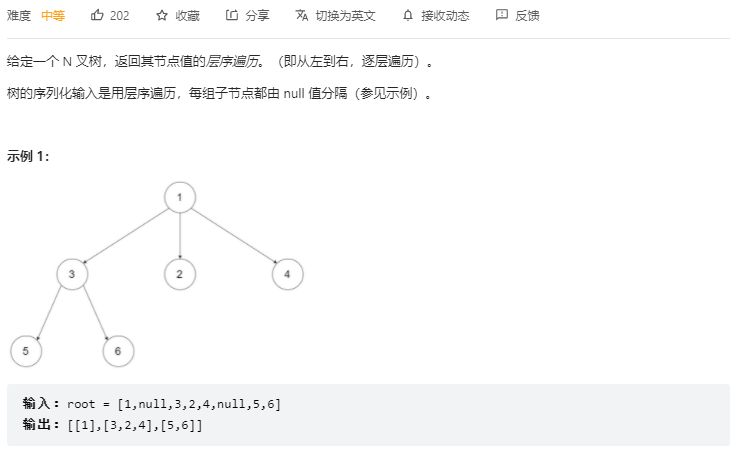 难度 中等 202 收藏 分享 切换为英文 接收动态 反馈
给定一个 N 叉树，返回其节点值的层序遍历。（即从左到右，逐层遍历）。
树的序列化输入是用层序遍历，每组子节点都由 null 值分隔（参见示例）。
示例 1：
1
3 2 4
5 6
输入：root = [1,null,3,2,4,null,5,6]
输出：[[1],[3,2,4],[5,6]]